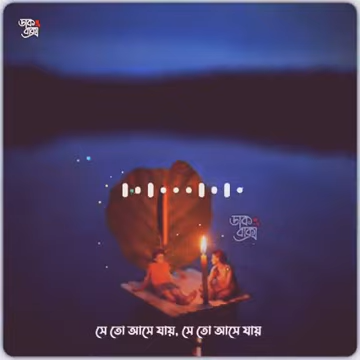 ডাক
বাক্স
ডাক
বাক্স
সে তো আসে যায়, সে তো আসে যায়